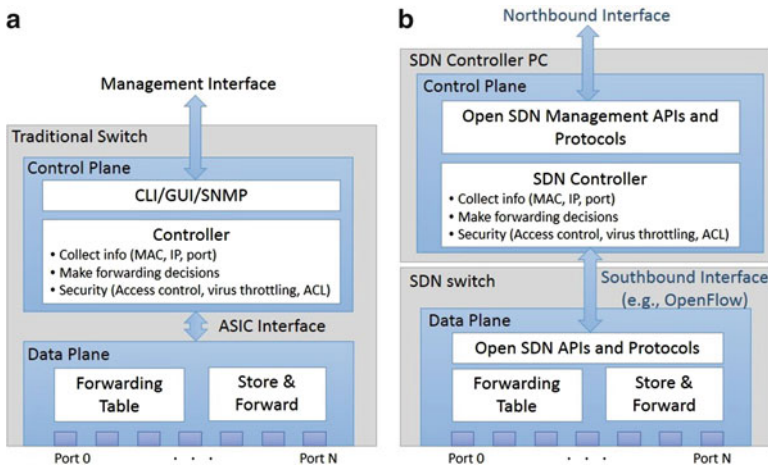 a
Management Interface
Traditional Switch
Control Plane
CLI/GUI/SNMP
Controller
• Collect info (MAC, IP, port)
• Make forwarding decisions
• Security (Access control, virus throttling, ACL)
ASIC Interface
Data Plane
Forwarding
Table
Store &
Forward
Port 0
. . .
Port N
b
Northbound Interface
SDN Controller PC
Control Plane
Open SDN Management APIs and
Protocols
SDN Controller
• Collect info (MAC, IP, port)
• Make forwarding decisions
• Security (Access control, virus throttling, ACL)
SDN switch
Southbound Interface
(e.g., OpenFlow)
Data Plane
Open SDN APIs and Protocols
Forwarding
Table
Store &
Forward
Port 0
. . .
Port N